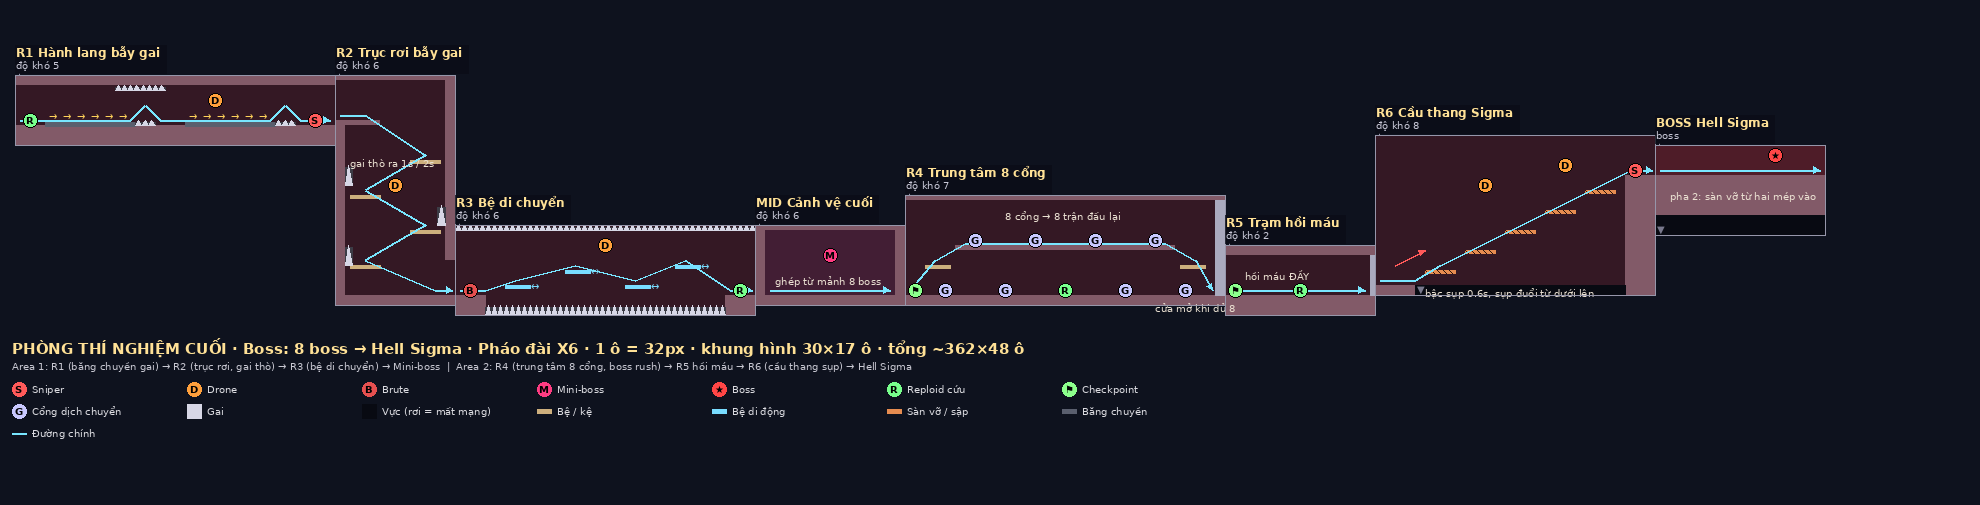 R1 Hành lang bẫy gai
độ khó 5
D
→ → → → → →
→ → → → → →
R
S
R2 Trục rơi bẫy gai
độ khó 6
gai thò ra 1s / 2s
D
R3 Bệ di chuyển
độ khó 6
D
↔
↔
↔
↔
B
R
MID Cảnh vệ cuối
độ khó 6
M
ghép từ mảnh 8 boss
R4 Trung tâm 8 cổng
độ khó 7
8 cổng → 8 trận đấu lại
G G G G
⚑ G G R G G
cửa mở khi đủ 8
R5 Trạm hồi máu
độ khó 2
hồi máu ĐẦY
⚑ R
R6 Cầu thang Sigma
độ khó 8
D
D
S
bậc sụp 0.6s, sụp đuổi từ dưới lên
BOSS Hell Sigma
boss
★
pha 2: sàn vỡ từ hai mép vào
PHÒNG THÍ NGHIỆM CUỐI · Boss: 8 boss → Hell Sigma · Pháo đài X6 · 1 ô = 32px · khung hình 30×17 ô · tổng ~362×48 ô
Area 1: R1 (băng chuyền gai) → R2 (trục rơi, gai thò) → R3 (bệ di chuyển) → Mini-boss | Area 2: R4 (trung tâm 8 cổng, boss rush) → R5 hồi máu → R6 (cầu thang sụp) → Hell Sigma
S Sniper D Drone B Brute M Mini-boss ★ Boss R Reploid cứu ⚑ Checkpoint
G Cổng dịch chuyển Gai Vực (rơi = mất mạng) Bệ / kệ Bệ di động Sàn vỡ / sập Băng chuyền
Đường chính